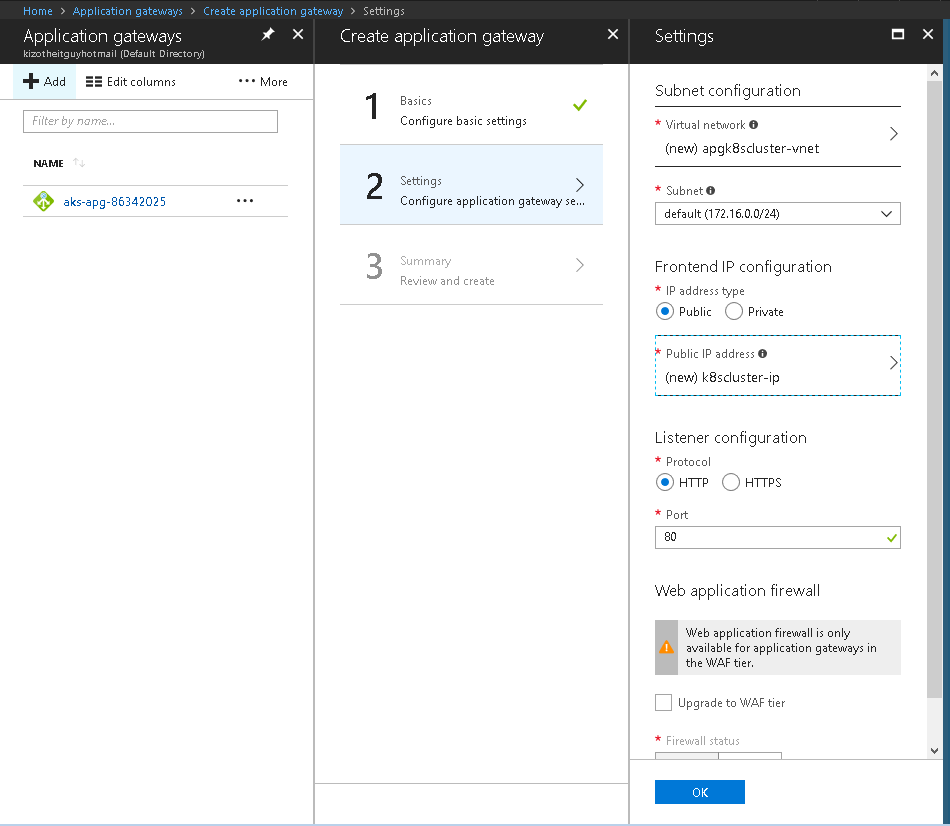 Home > Application gateways > Create application gateway > Settings
Application gateways
kizotheitguyhotmail (Default Directory)
Add
Edit columns
More
Filter by name...
NAME
aks-apg-86342025
Create application gateway
1
Basics
Configure basic settings
2
Settings
Configure application gateway se...
3
Summary
Review and create
Settings
Subnet configuration
* Virtual network
(new) apgk8scluster-vnet
* Subnet
default (172.16.0.0/24)
Frontend IP configuration
* IP address type
Public Private
* Public IP address
(new) k8scluster-ip
Listener configuration
* Protocol
HTTP HTTPS
* Port
80
Web application firewall
Web application firewall is only
available for application gateways in
the WAF tier.
Upgrade to WAF tier
* Firewall status
OK